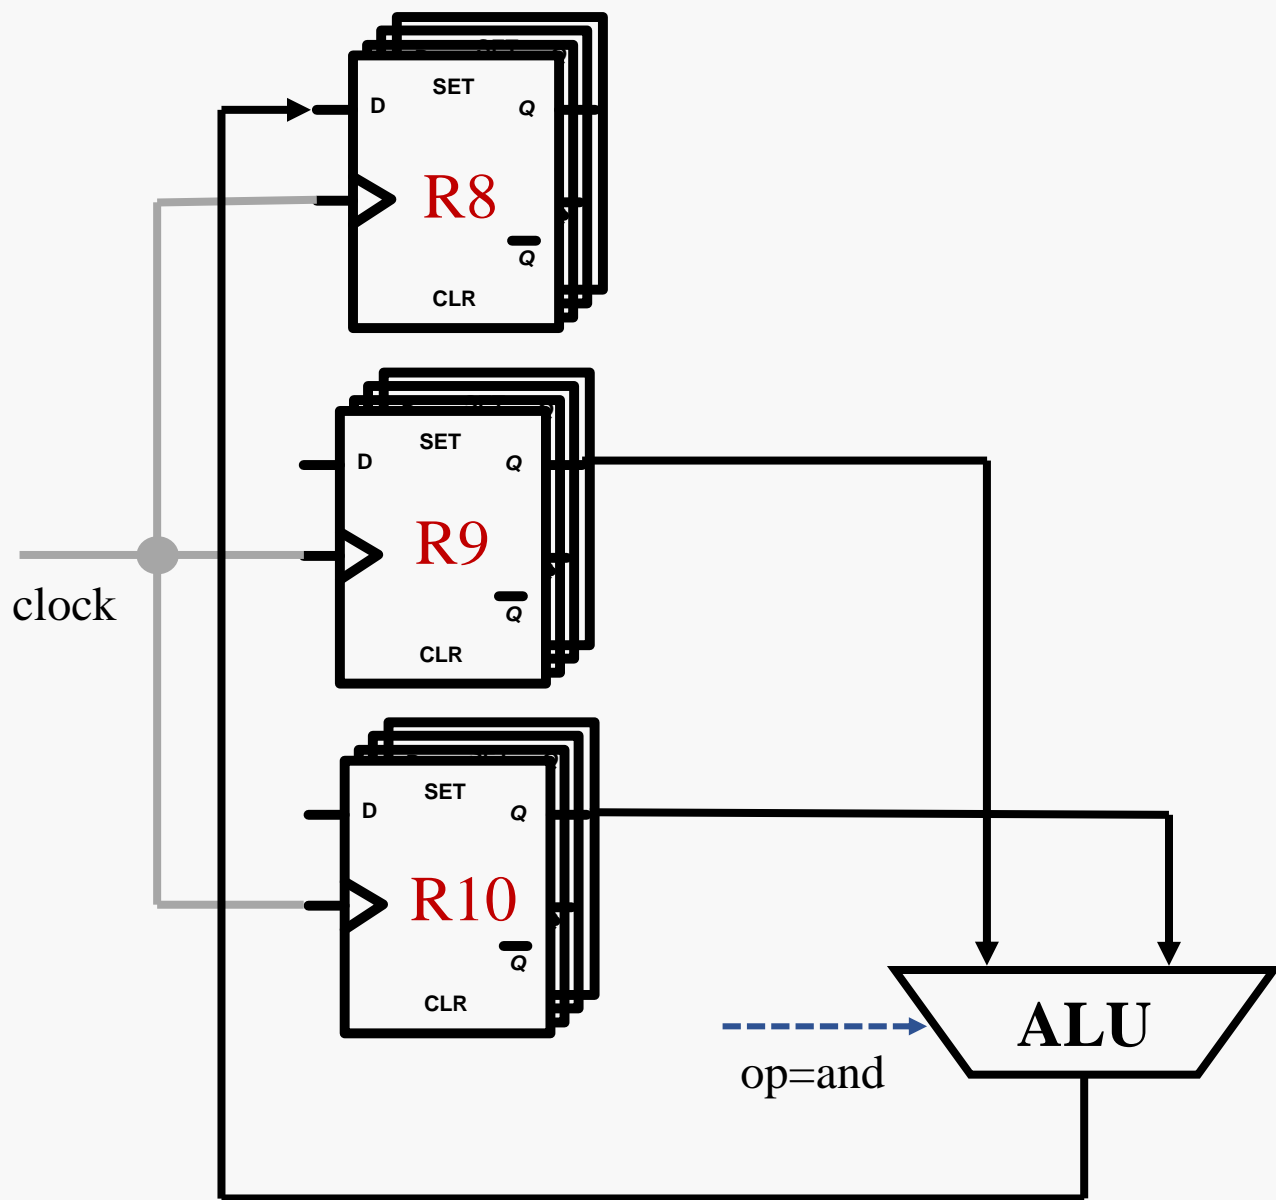 SET
D Q
R8
Q
CLR
SET
D Q
R9
Q
CLR
clock
SET
D Q
R10
Q
CLR
ALU
op=and